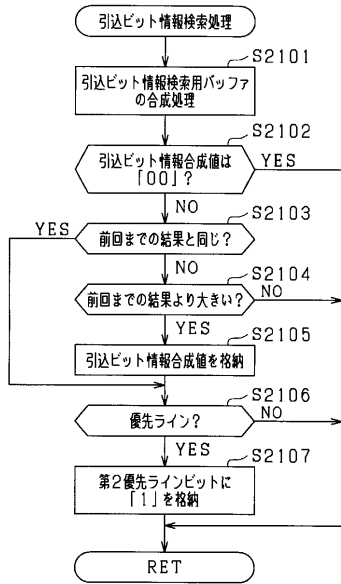 引込ビット情報検索処理
S2101
引込ビット情報検索用バッファ
の合成処理
S2102
引込ビット情報合成値は
「00」?
YES
NO
S2103
YES
前回までの結果と同じ?
NO
S2104
前回までの結果より大きい?
NO
YES
S2105
引込ビット情報合成値を格納
S2106
優先ライン?
NO
YES
S2107
第2優先ラインビットに
「1」を格納
RET